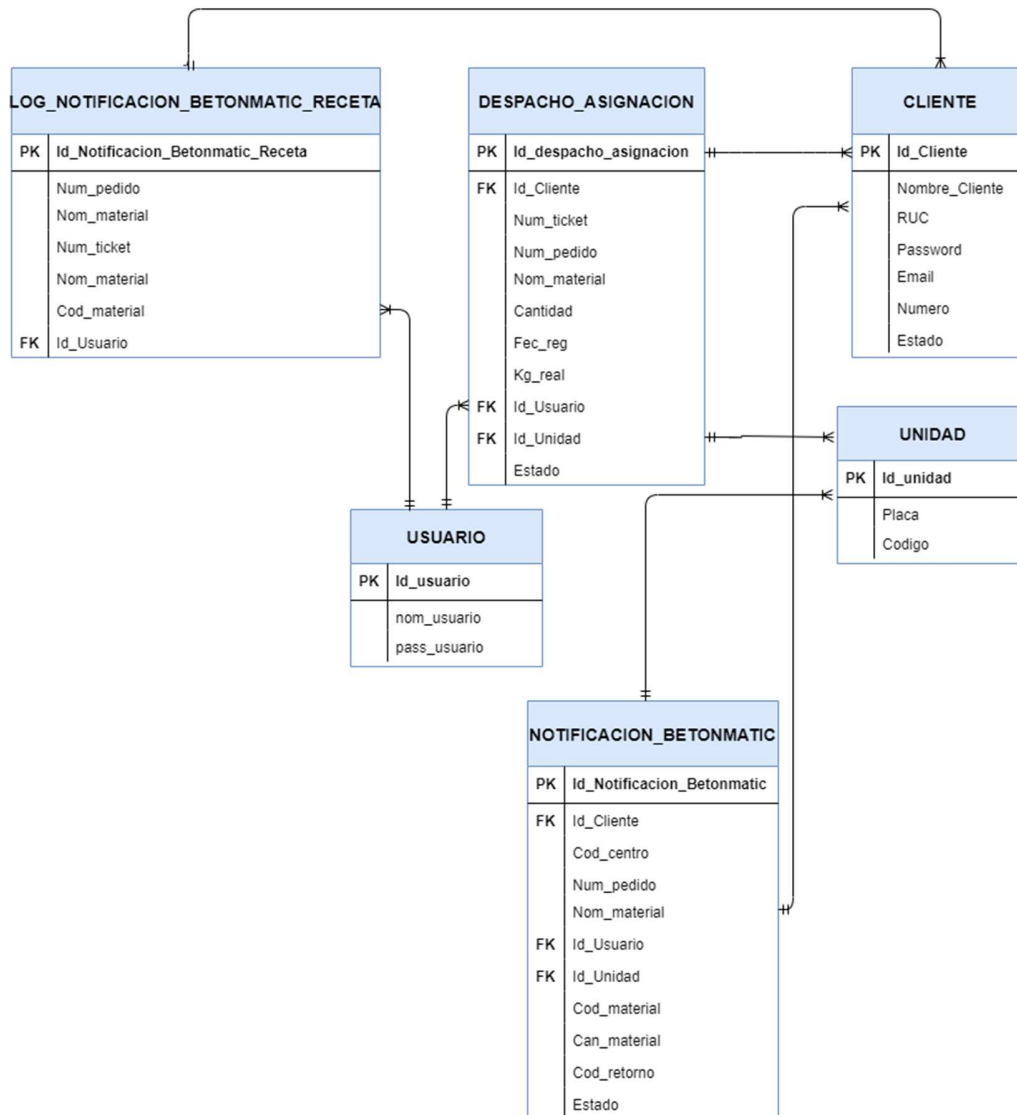 LOG_NOTIFICACION_BETONMATIC_RECETA
PK Id_Notificacion_Betonmatic_Receta
Num_pedido
Nom_material
Num_ticket
Nom_material
Cod_material
FK Id_Usuario
DESPACHO_ASIGNACION
PK Id_despacho_asignacion
FK Id_Cliente
Num_ticket
Num_pedido
Nom_material
Cantidad
Fec_reg
Kg_real
FK Id_Usuario
FK Id_Unidad
Estado
CLIENTE
PK Id_Cliente
Nombre_Cliente
RUC
Password
Email
Numero
Estado
UNIDAD
PK Id_unidad
Placa
Codigo
USUARIO
PK Id_usuario
nom_usuario
pass_usuario
NOTIFICACION_BETONMATIC
PK Id_Notificacion_Betonmatic
FK Id_Cliente
Cod_centro
Num_pedido
Nom_material
FK Id_Usuario
FK Id_Unidad
Cod_material
Can_material
Cod_retorno
Estado